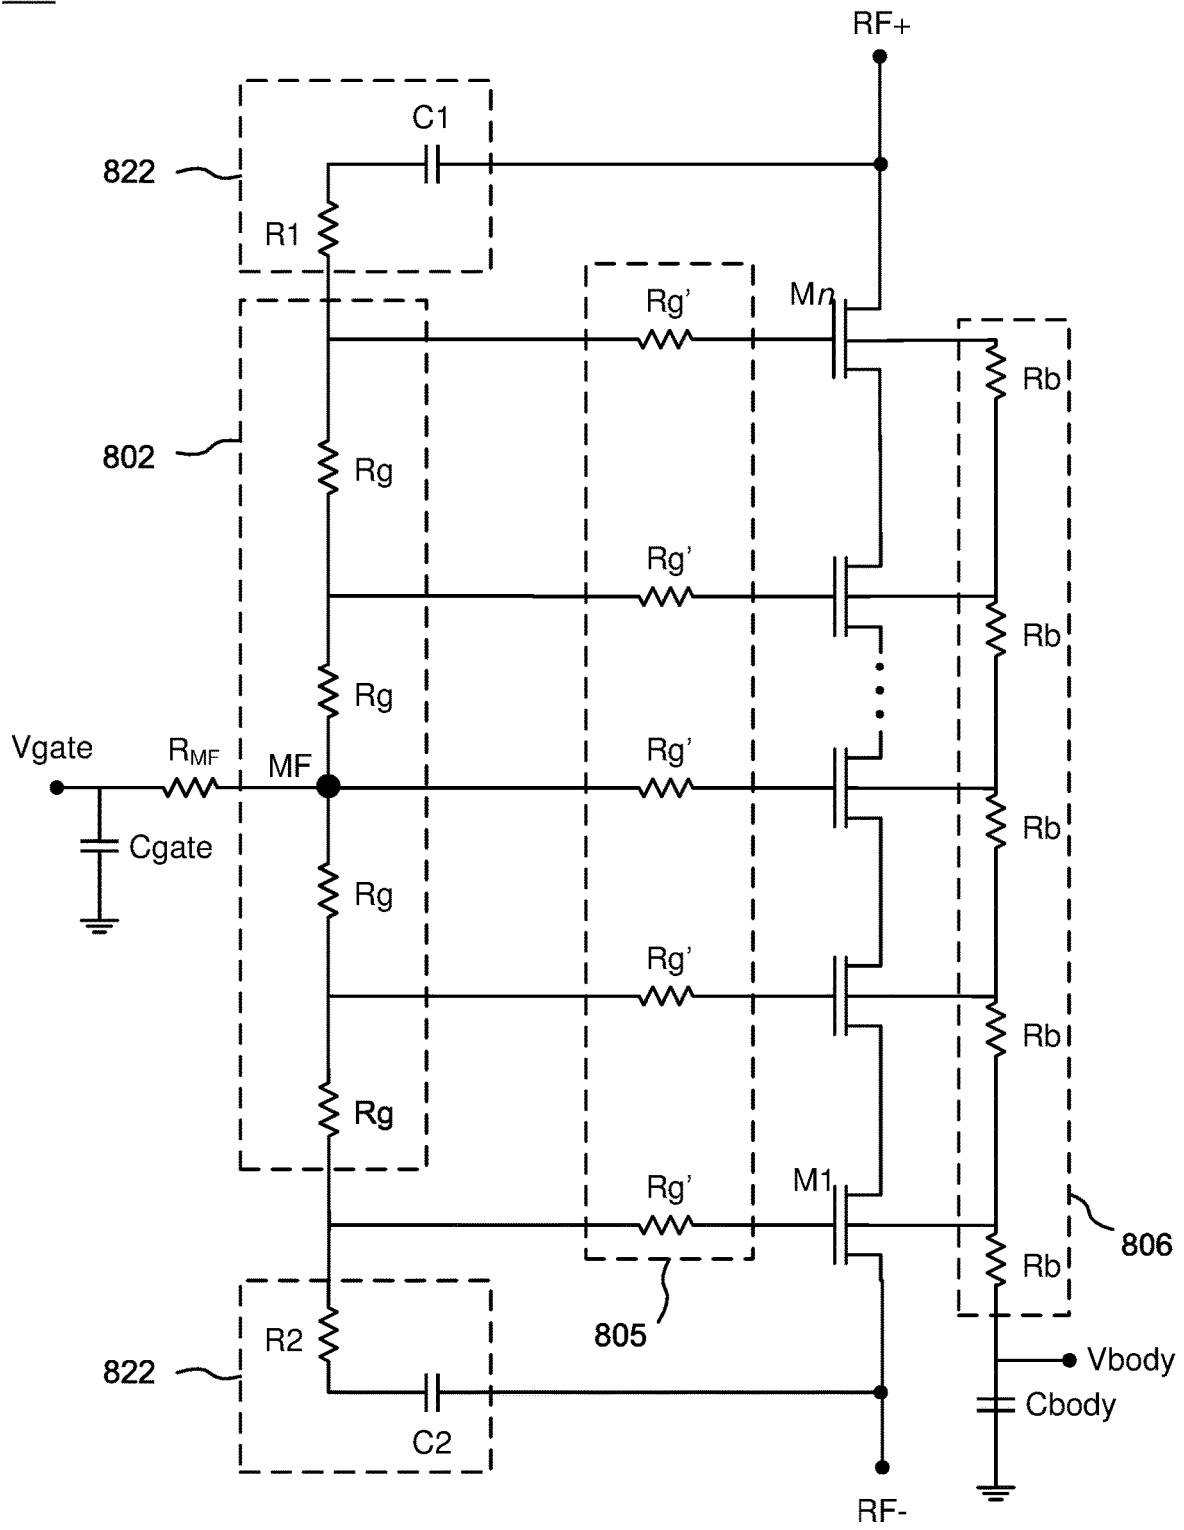 RF+
C1
822
R1
Rg’
Mn
Rb
802
Rg
Rg’
Rb
Rg
Vgate
RMF
MF
Rg’
Cgate
Rb
Rg
Rg’
Rb
Rg
Rg’
M1
806
Rb
R2
805
822
Vbody
Cbody
C2
RF-